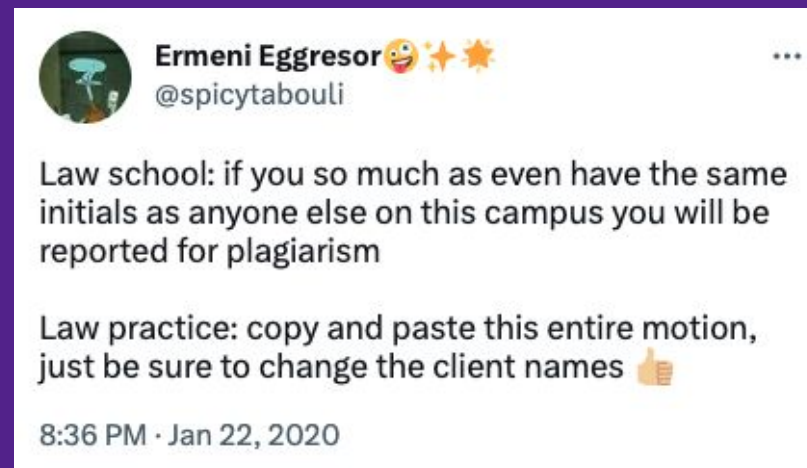 Ermeni Eggresor🤪✨🌟
@spicytabouli
Law school: if you so much as even have the same
initials as anyone else on this campus you will be
reported for plagiarism
Law practice: copy and paste this entire motion,
just be sure to change the client names 👍🏼
8:36 PM · Jan 22, 2020